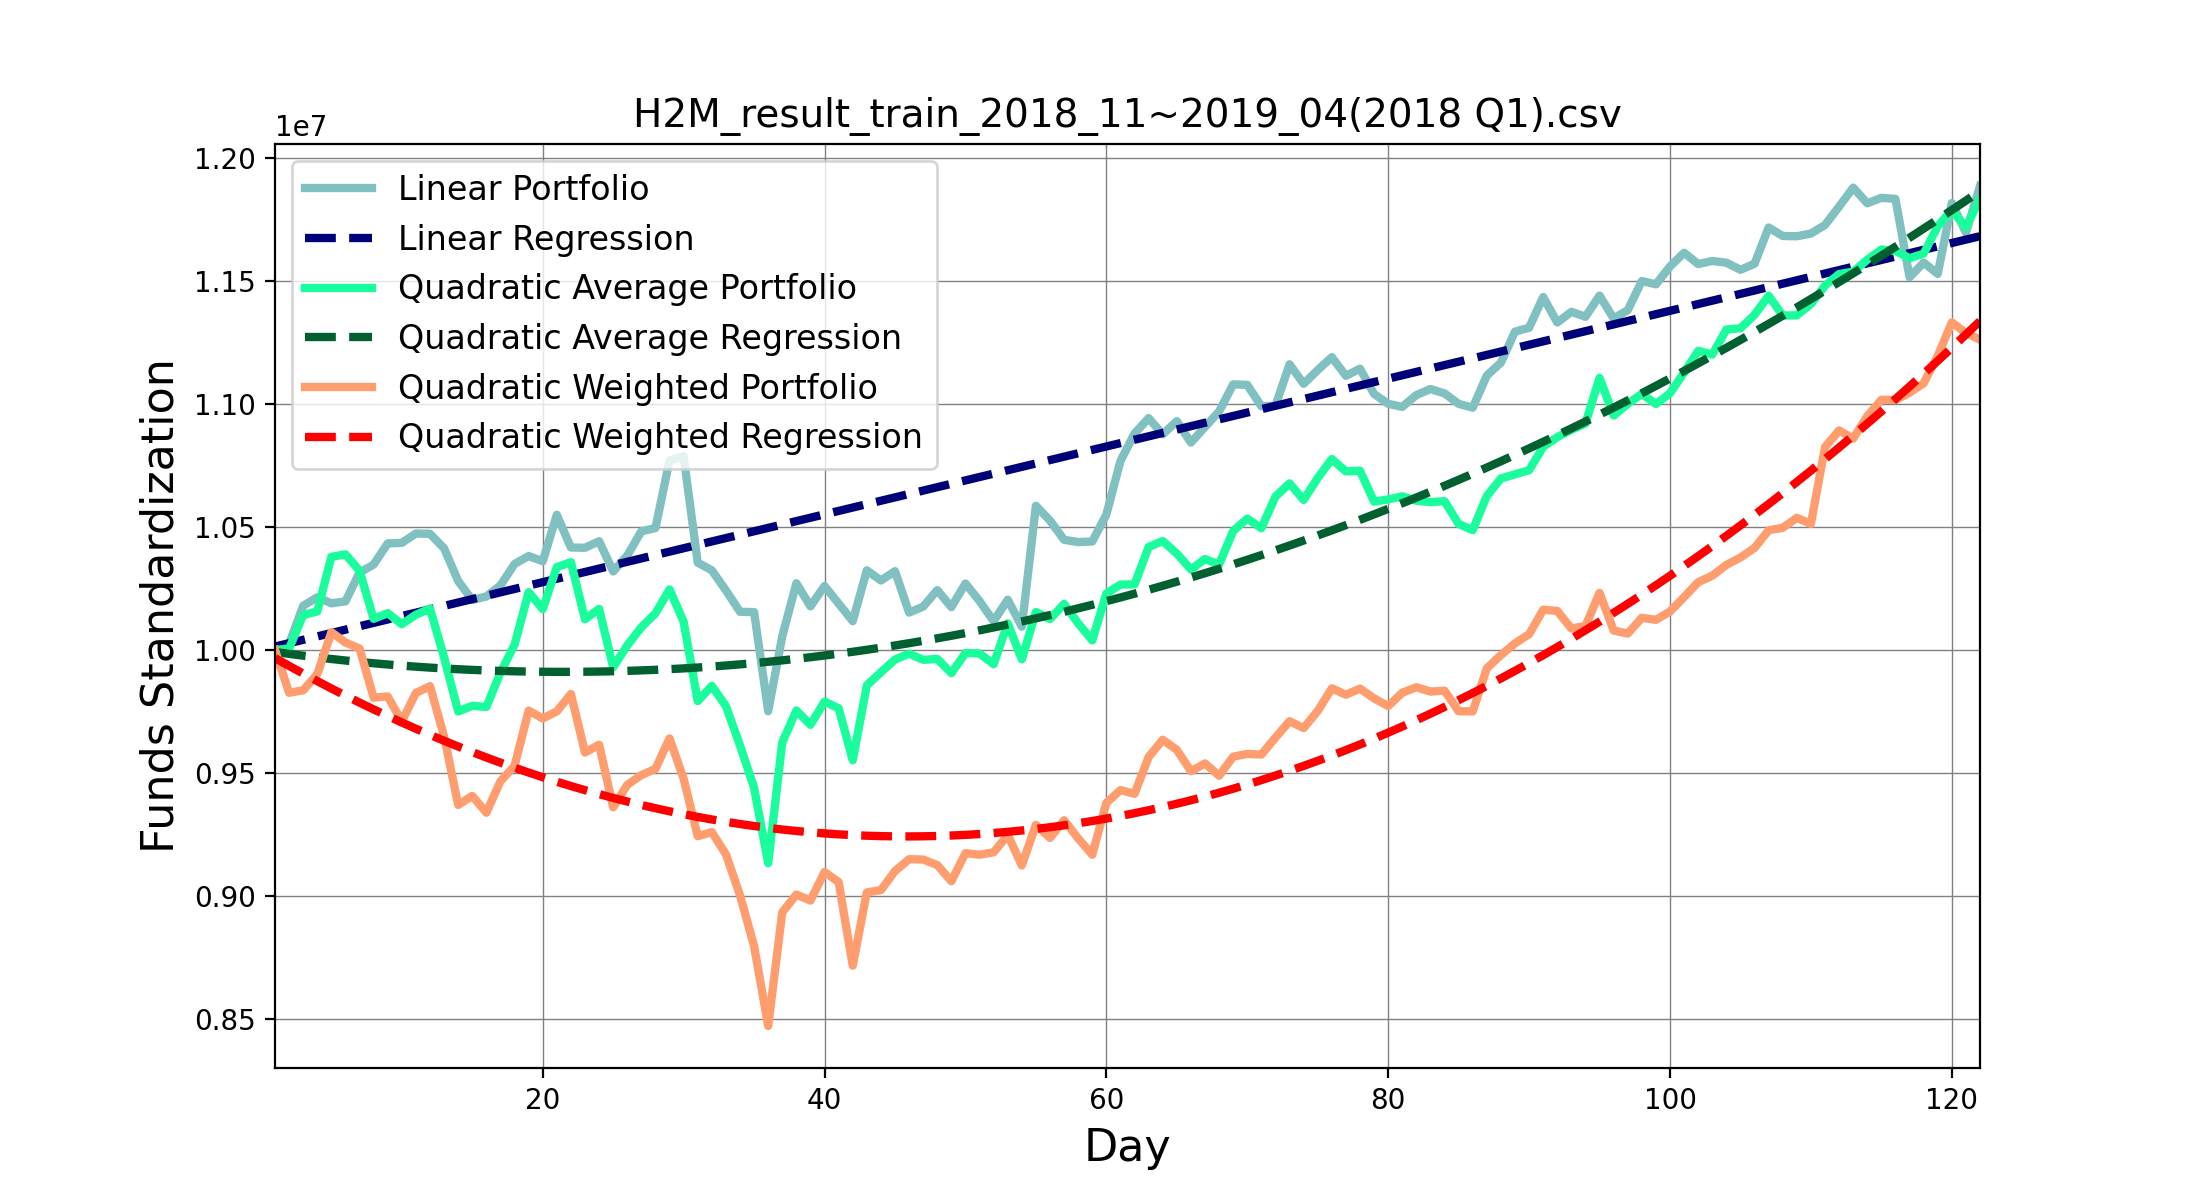 H2M_result_train_2018_11~2019_04(2018 Q1).csv
1e7
1.20
1.15
1.10
1.05
1.00
0.95
0.90
0.85
Funds Standardization
Linear Portfolio
Linear Regression
Quadratic Average Portfolio
Quadratic Average Regression
Quadratic Weighted Portfolio
Quadratic Weighted Regression
20 40 60 80 100 120
Day